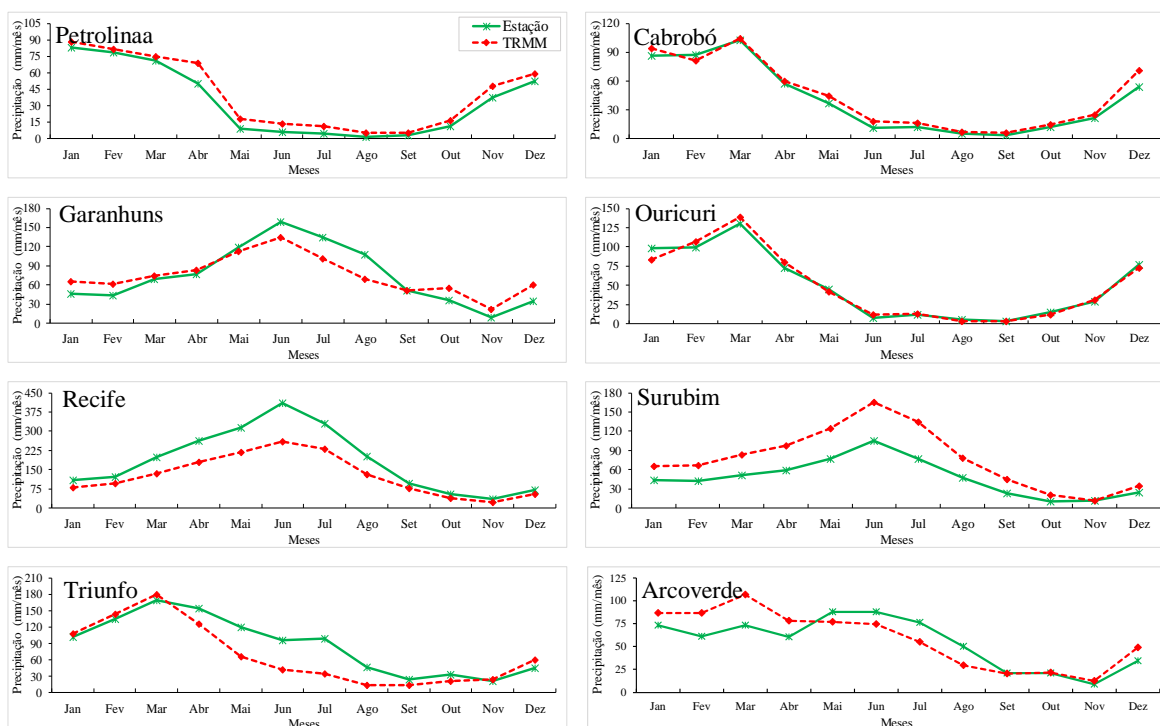 Petrolinaa
Estação
TRMM
Precipitação (mm/mês)
105
90
75
60
45
30
15
0
Jan Fev Mar Abr Mai Jun Jul Ago Set Out Nov Dez
Meses
Cabrobó
Precipitação (mm/mês)
120
90
60
30
0
Jan Fev Mar Abr Mai Jun Jul Ago Set Out Nov Dez
Meses
Garanhuns
Precipitação (mm/mês)
180
150
120
90
60
30
0
Jan Fev Mar Abr Mai Jun Jul Ago Set Out Nov Dez
Meses
Ouricuri
Precipitação (mm/mês)
150
125
100
75
50
25
0
Jan Fev Mar Abr Mai Jun Jul Ago Set Out Nov Dez
Meses
Recife
Precipitação (mm/mês)
450
375
300
225
150
75
0
Jan Fev Mar Abr Mai Jun Jul Ago Set Out Nov Dez
Meses
Surubim
Precipitação (mm/mês)
180
150
120
90
60
30
0
Jan Fev Mar Abr Mai Jun Jul Ago Set Out Nov Dez
Meses
Triunfo
Precipitação (mm/mês)
210
180
150
120
90
60
30
0
Jan Fev Mar Abr Mai Jun Jul Ago Set Out Nov Dez
Meses
Arcoverde
Precipitação (mm/mês)
125
100
75
50
25
0
Jan Fev Mar Abr Mai Jun Jul Ago Set Out Nov Dez
Meses